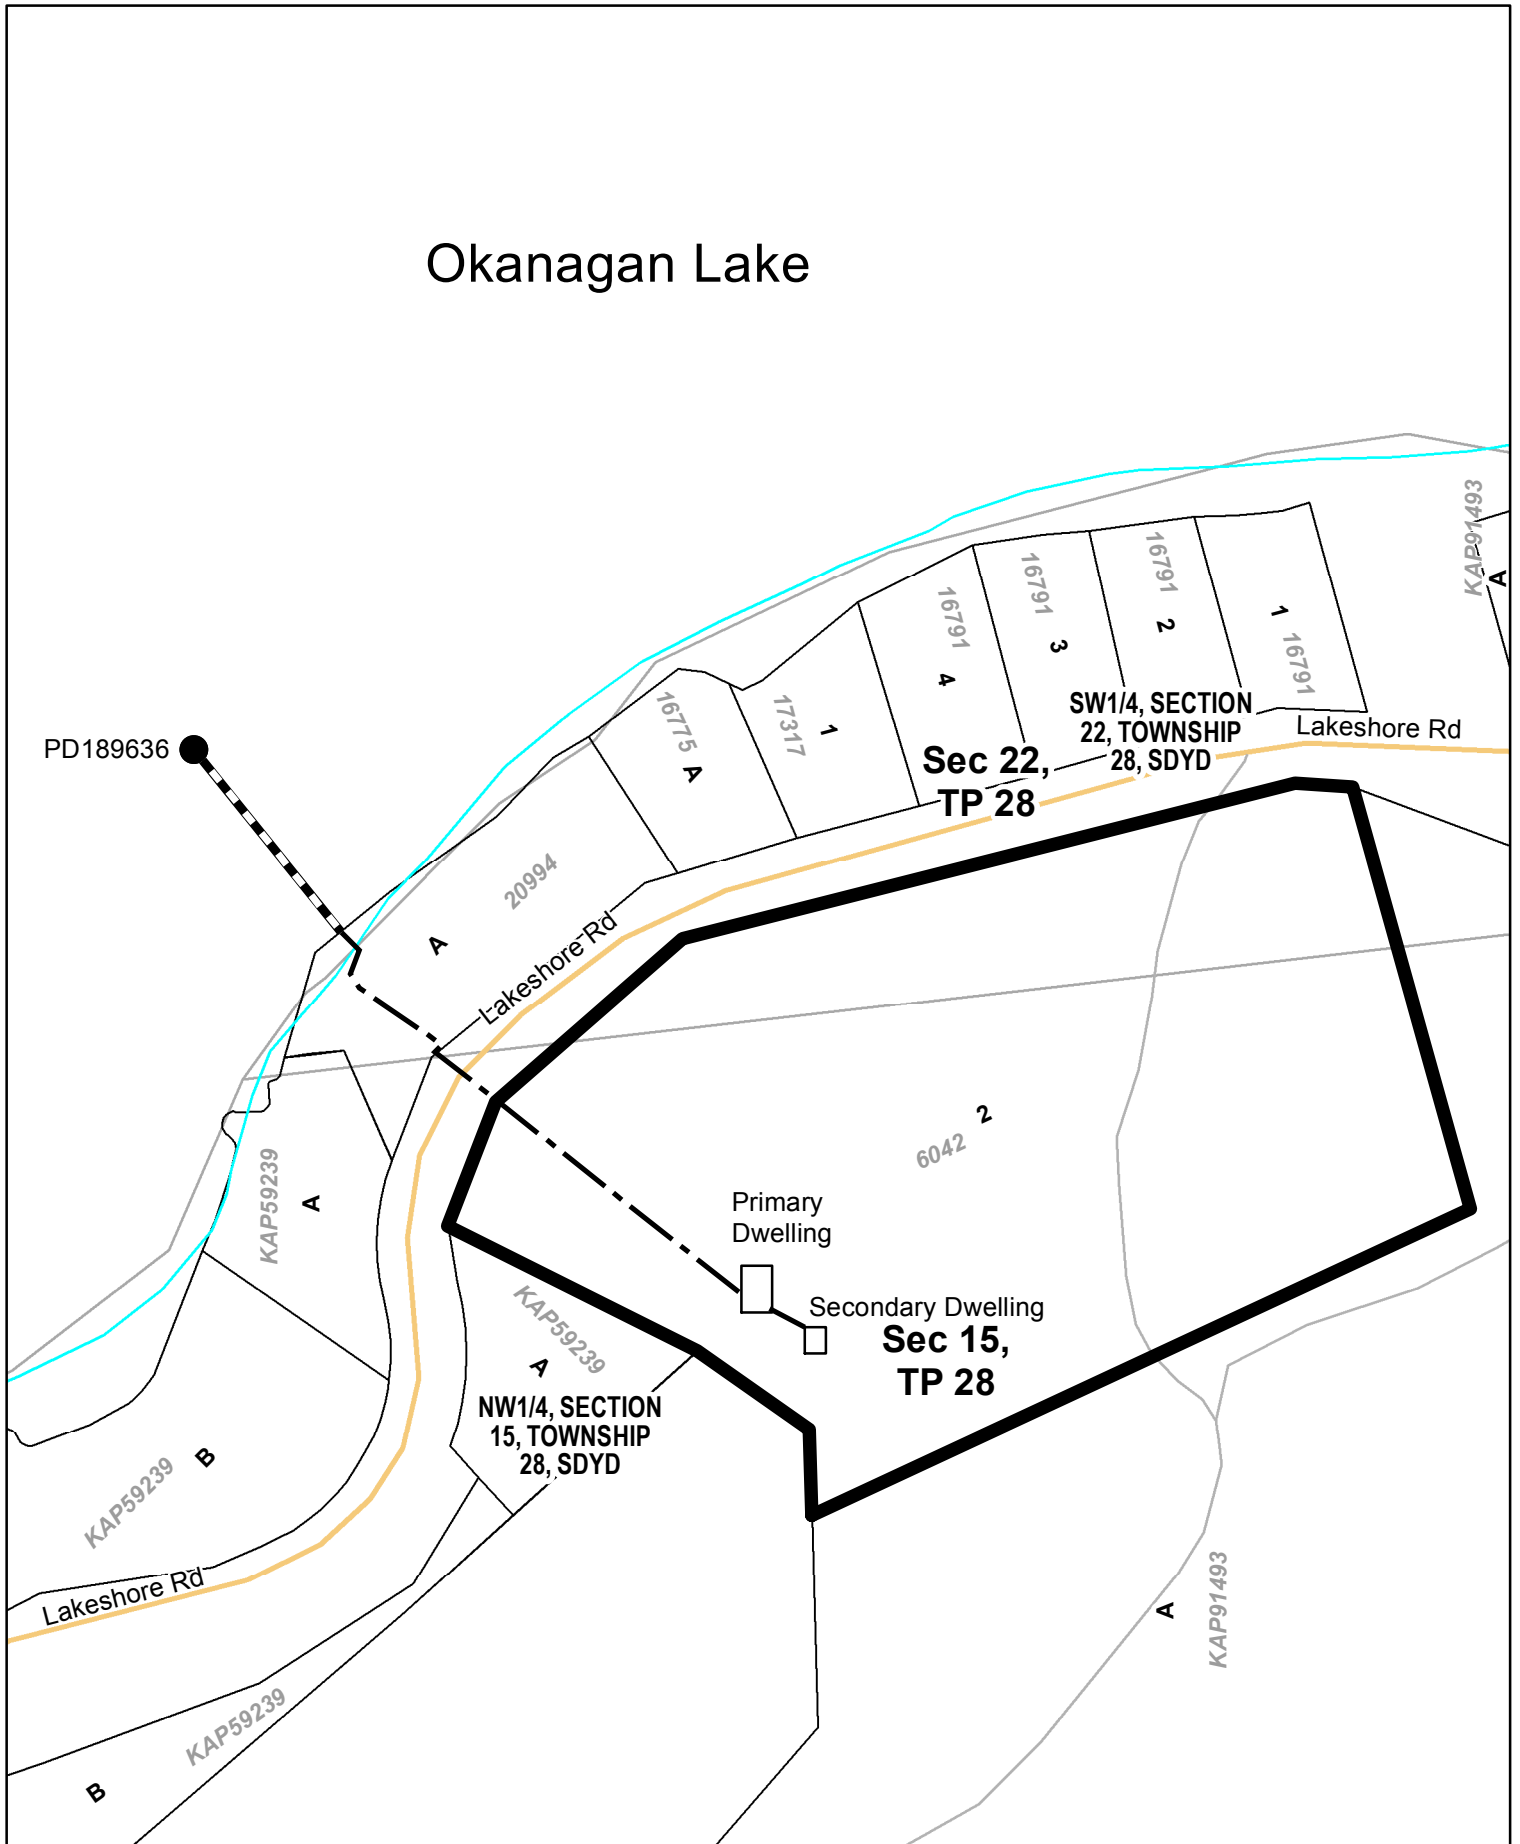 Okanagan Lake
KAP91493
A
16791
2
16791
3
16791
4
1
16791
SW1/4, SECTION
22, TOWNSHIP
28, SDYD
Lakeshore Rd
16775
A
17317
1
Sec 22,
TP 28
PD189636
20994
A
Lakeshore Rd
2
6042
KAP59239
A
Primary
Dwelling
Secondary Dwelling
Sec 15,
TP 28
KAP59239
A
NW1/4, SECTION
15, TOWNSHIP
28, SDYD
B
KAP59239
Lakeshore Rd
A
KAP91493
KAP59239
B